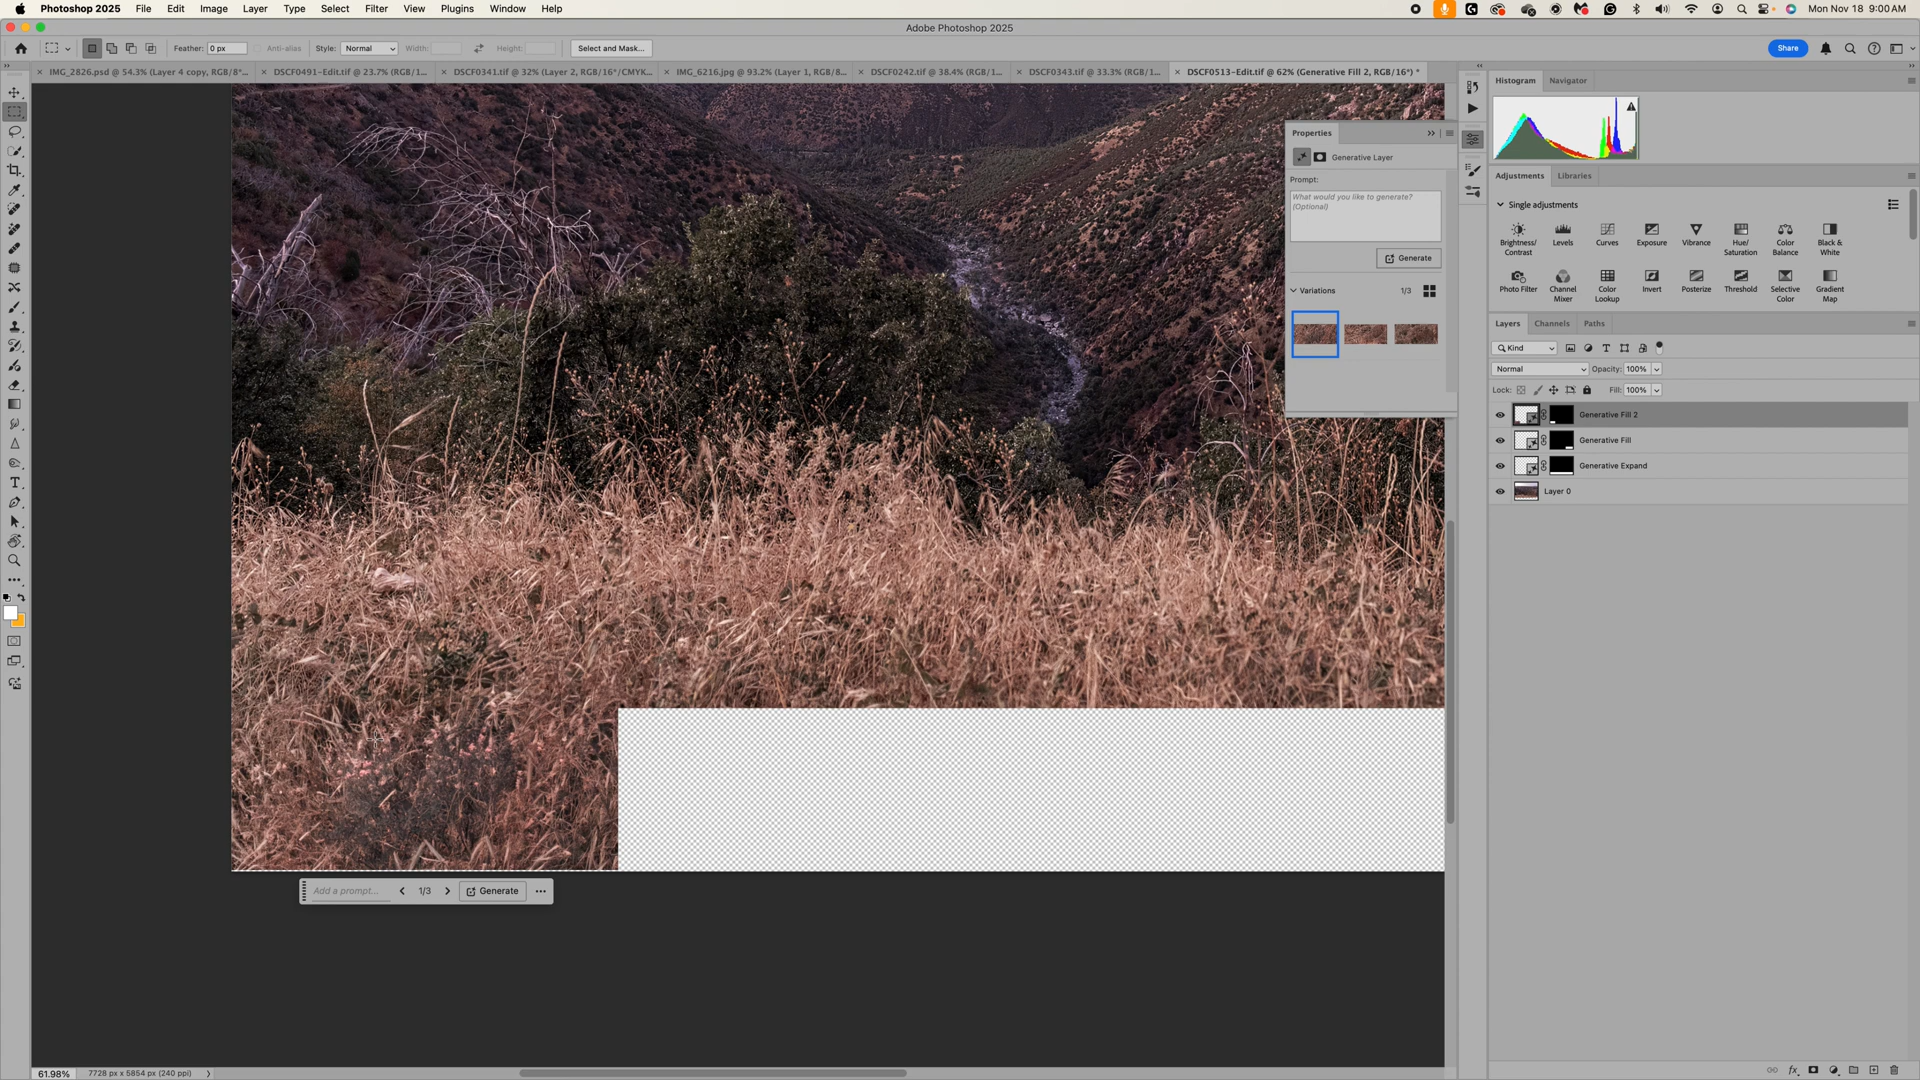 Photoshop 2025 File Edit Image Layer Type Select Filter View Plugins Window Help Mon Nov 18 9:00 AM
Adobe Photoshop 2025
Feather: 0 px Anti-alias Style: Normal Width: Height: Select and Mask... Share
IMG_2826.psd @ 54.3% (Layer 4 copy, RGB/8*... DSCF0491-Edit.tif @ 23.7% (RGB/1... DSCF0341.tif @ 32% (Layer 2, RGB/16*/CMYK... IMG_6216.jpg @ 93.2% (Layer 1, RGB/8... DSCF0242.tif @ 38.4% (RGB/1... DSCF0343.tif @ 33.3% (RGB/1... DSCF0513-Edit.tif @ 62% (Generative Fill 2, RGB/16*) *
Histogram Navigator
Properties
Generative Layer
Prompt:
What would you like to generate?
(Optional)
Generate
Variations 1/3
Adjustments Libraries
Single adjustments
Brightness/
Contrast
Levels
Curves
Exposure
Vibrance
Hue/
Saturation
Color
Balance
Black &
White
Photo Filter
Channel
Mixer
Color
Lookup
Invert
Posterize
Threshold
Selective
Color
Gradient
Map
Layers Channels Paths
Kind
Normal Opacity: 100%
Lock: Fill: 100%
Generative Fill 2
Generative Fill
Generative Expand
Layer 0
Add a prompt... 1/3 Generate
61.98% 7728 px x 5854 px (240 ppi)